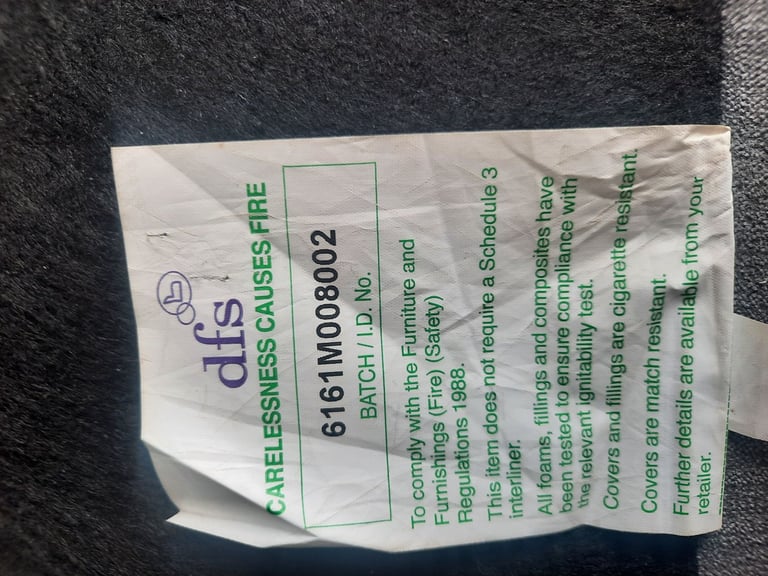 dfs
CARELESSNESS CAUSES FIRE
6161M008002
BATCH / I.D. No.
To comply with the Furniture and
Furnishings (Fire) (Safety)
Regulations 1988.
This item does not require a Schedule 3
interliner.
All foams, fillings and composites have
been tested to ensure compliance with
the relevant ignitability test.
Covers and fillings are cigarette resistant.
Covers are match resistant.
Further details are available from your
retailer.